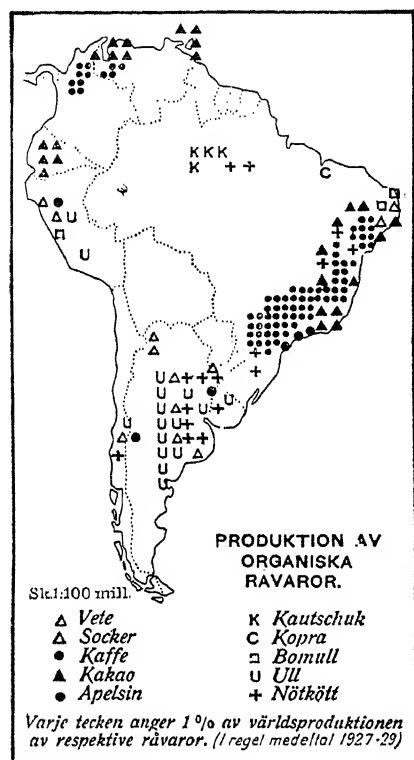 PRODUKTION AV
ORGANISKA
RÅVAROR.
Sk.1:100 mill.
△ Vete
△ Socker
● Kaffe
▲ Kakao
● Apelsin
K Kautschuk
C Kopra
□ Bomull
U Ull
+ Nötkött
Varje tecken anger 1 % av världsproduktionen
av respektive råvaror. (I regel medeltal 1927-29)